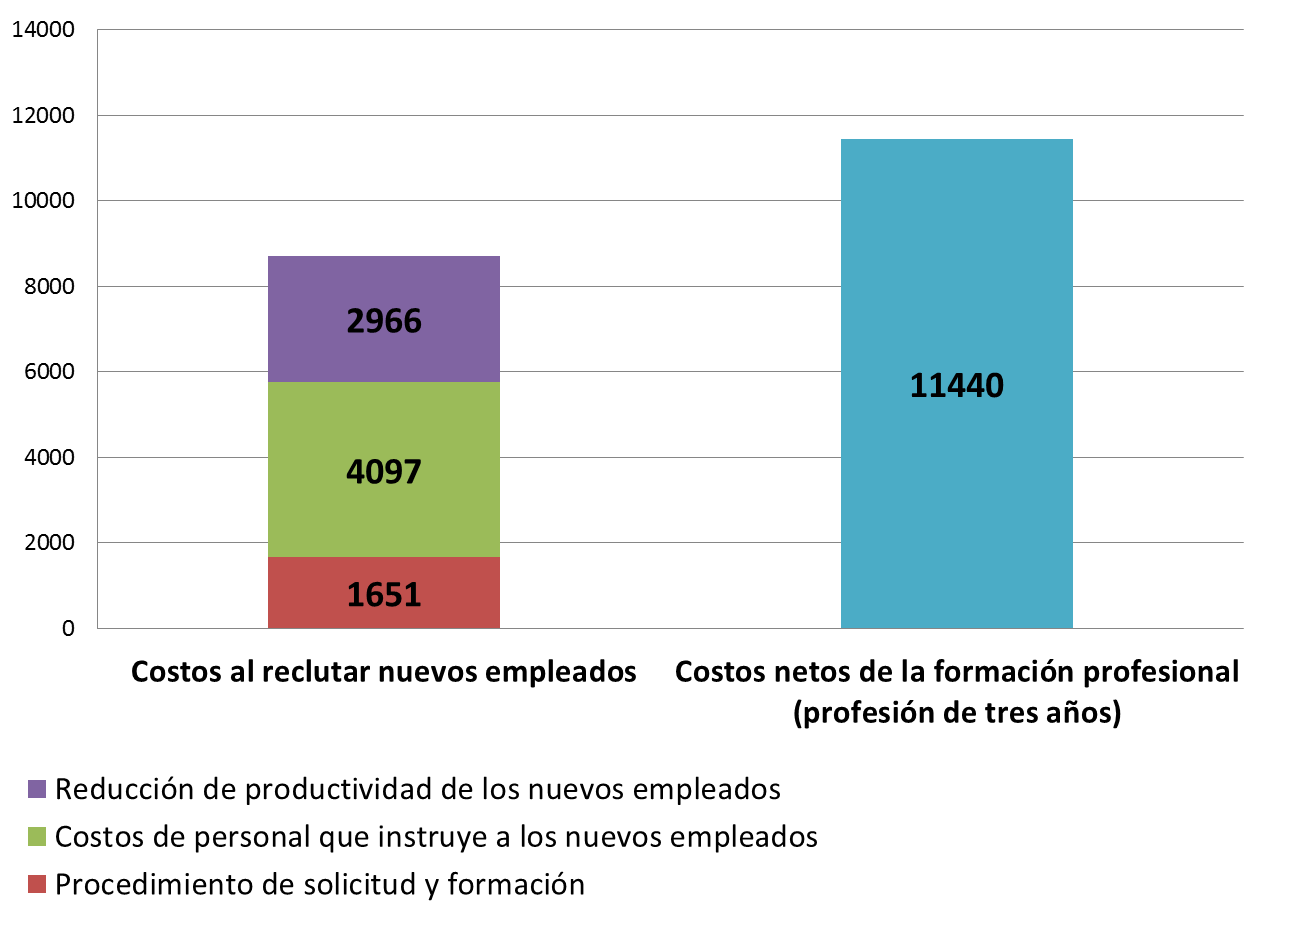 14000
12000
10000
8000
6000
4000
2000
0
2966
4097
1651
11440
Costos al reclutar nuevos empleados
Costos netos de la formación profesional
(profesión de tres años)
Reducción de productividad de los nuevos empleados
Costos de personal que instruye a los nuevos empleados
Procedimiento de solicitud y formación